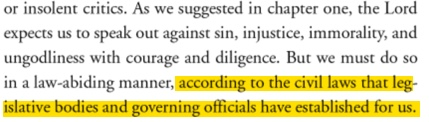 or insolent critics. As we suggested in chapter one, the Lord
expects us to speak out against sin, injustice, immorality, and
ungodliness with courage and diligence. But we must do so
in a law-abiding manner, according to the civil laws that leg-
islative bodies and governing officials have established for us.